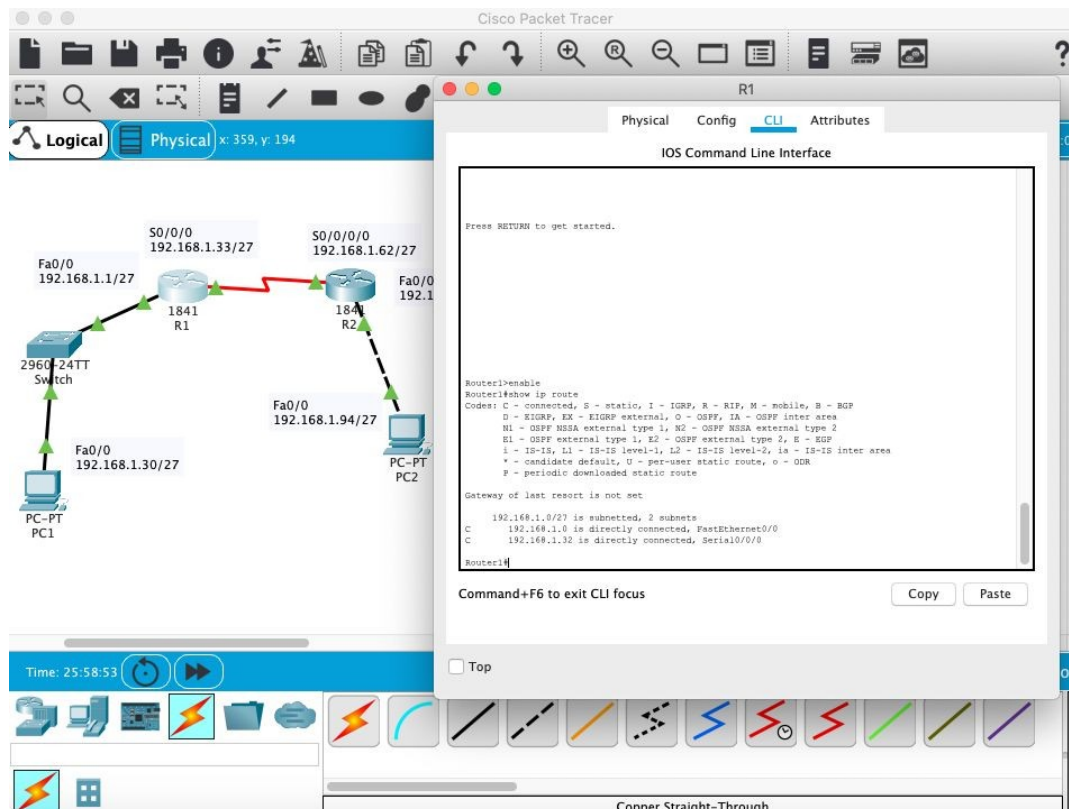 Cisco Packet Tracer
Logical
Physical
x: 359, y: 194
S0/0/0
192.168.1.33/27
S0/0/0/0
192.168.1.62/27
Fa0/0
192.168.1.1/27
Fa0/0
192.1
1841
R1
1841
R2
2960-24TT
Switch
Fa0/0
192.168.1.94/27
Fa0/0
192.168.1.30/27
PC-PT
PC2
PC-PT
PC1
R1
Physical Config CLI Attributes
IOS Command Line Interface
Press RETURN to get started.
Router1>enable
Router1#show ip route
Codes: C - connected, S - static, I - IGRP, R - RIP, M - mobile, B - BGP
D - EIGRP, EX - EIGRP external, O - OSPF, IA - OSPF inter area
N1 - OSPF NSSA external type 1, N2 - OSPF NSSA external type 2
E1 - OSPF external type 1, E2 - OSPF external type 2, E - EGP
i - IS-IS, L1 - IS-IS level-1, L2 - IS-IS level-2, ia - IS-IS inter area
* - candidate default, U - per-user static route, o - ODR
P - periodic downloaded static route
Gateway of last resort is not set
192.168.1.0/27 is subnetted, 2 subnets
C 192.168.1.0 is directly connected, FastEthernet0/0
C 192.168.1.32 is directly connected, Serial0/0/0
Router1#
Command+F6 to exit CLI focus
Copy
Paste
Top
Time: 25:58:53
Copper Straight-Through